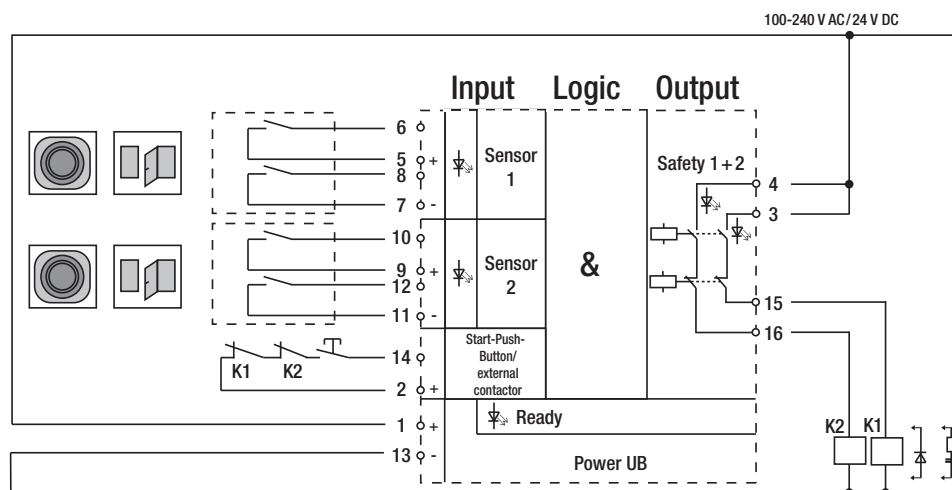 100-240 V AC/24 V DC
Input Logic Output
6
5 +
8
7 -
Sensor
1
Safety 1+2
4
3
10
9 +
12
11 -
Sensor
2
&
15
16
K1 K2
14
2 +
Start-Push-
Button/
external
contactor
1 +
Ready
13 -
Power UB
K2 K1